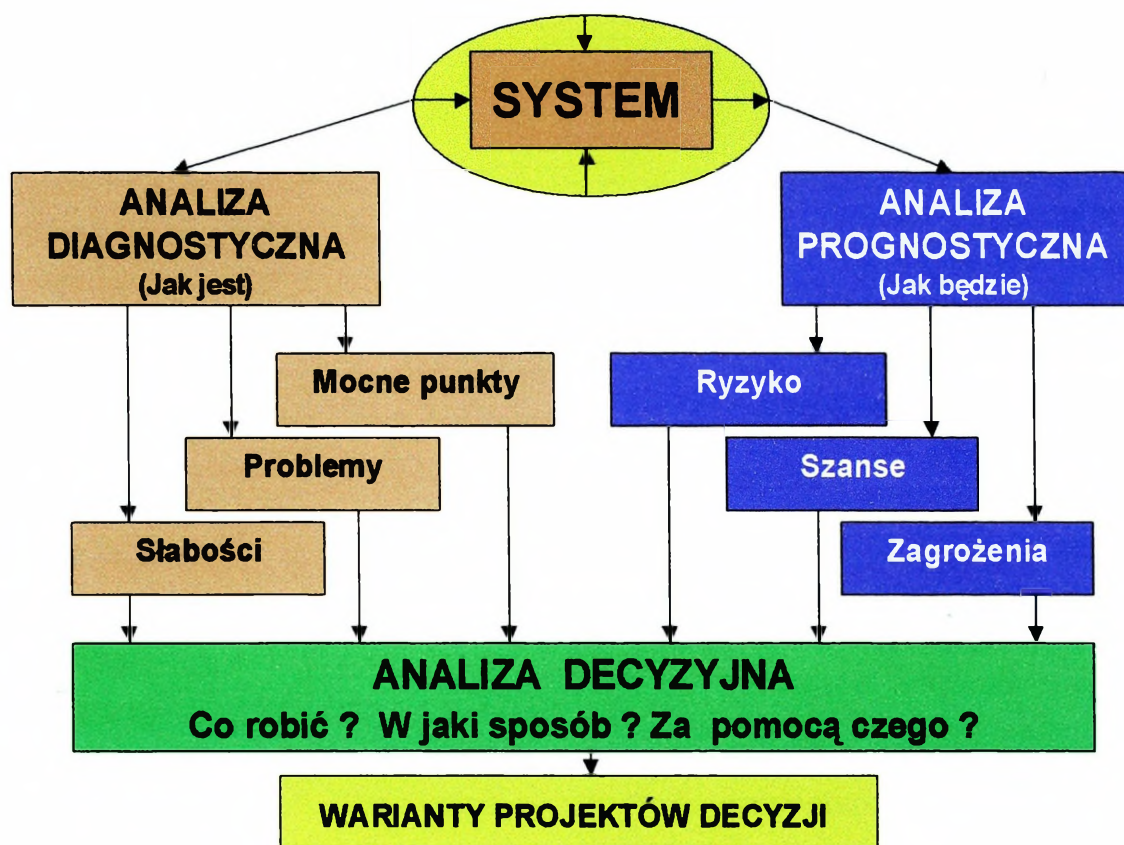 SYSTEM
ANALIZA
DIAGNOSTYCZNA
(Jak jest)
ANALIZA
PROGNOSTYCZNA
(Jak będzie)
Mocne punkty
Ryzyko
Problemy
Szanse
Słabości
Zagrożenia
ANALIZA DECYZYJNA
Co robić ? W jaki sposób ? Za pomocą czego ?
WARIANTY PROJEKTÓW DECYZJI